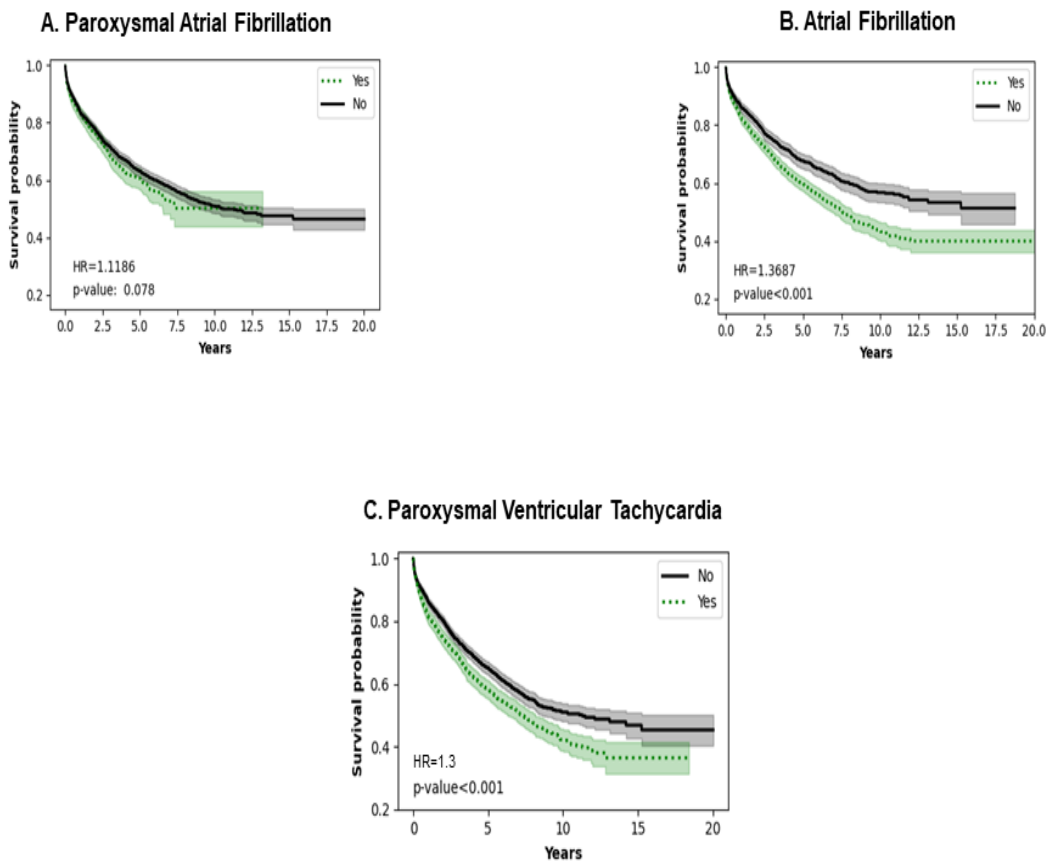 A. Paroxysmal Atrial Fibrillation
1.0
0.8
0.6
0.4
0.2
Survival probability
Yes
No
HR=1.1186
p-value: 0.078
0.0 2.5 5.0 7.5 10.0 12.5 15.0 17.5 20.0
Years
B. Atrial Fibrillation
1.0
0.8
0.6
0.4
0.2
Survival probability
Yes
No
HR=1.3687
p-value<0.001
0.0 2.5 5.0 7.5 10.0 12.5 15.0 17.5 20.0
Years
C. Paroxysmal Ventricular Tachycardia
1.0
0.8
0.6
0.4
0.2
Survival probability
No
Yes
HR=1.3
p-value<0.001
0 5 10 15 20
Years